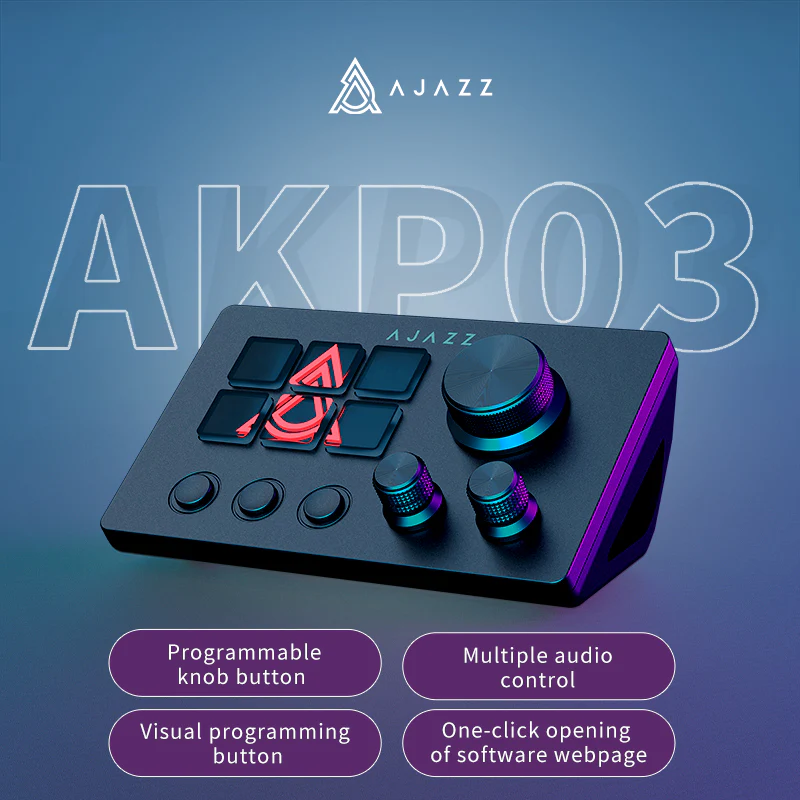 AJAZZ
AKP03
AJAZZ
Programmable
knob button
Multiple audio
control
Visual programming
button
One-click opening
of software webpage